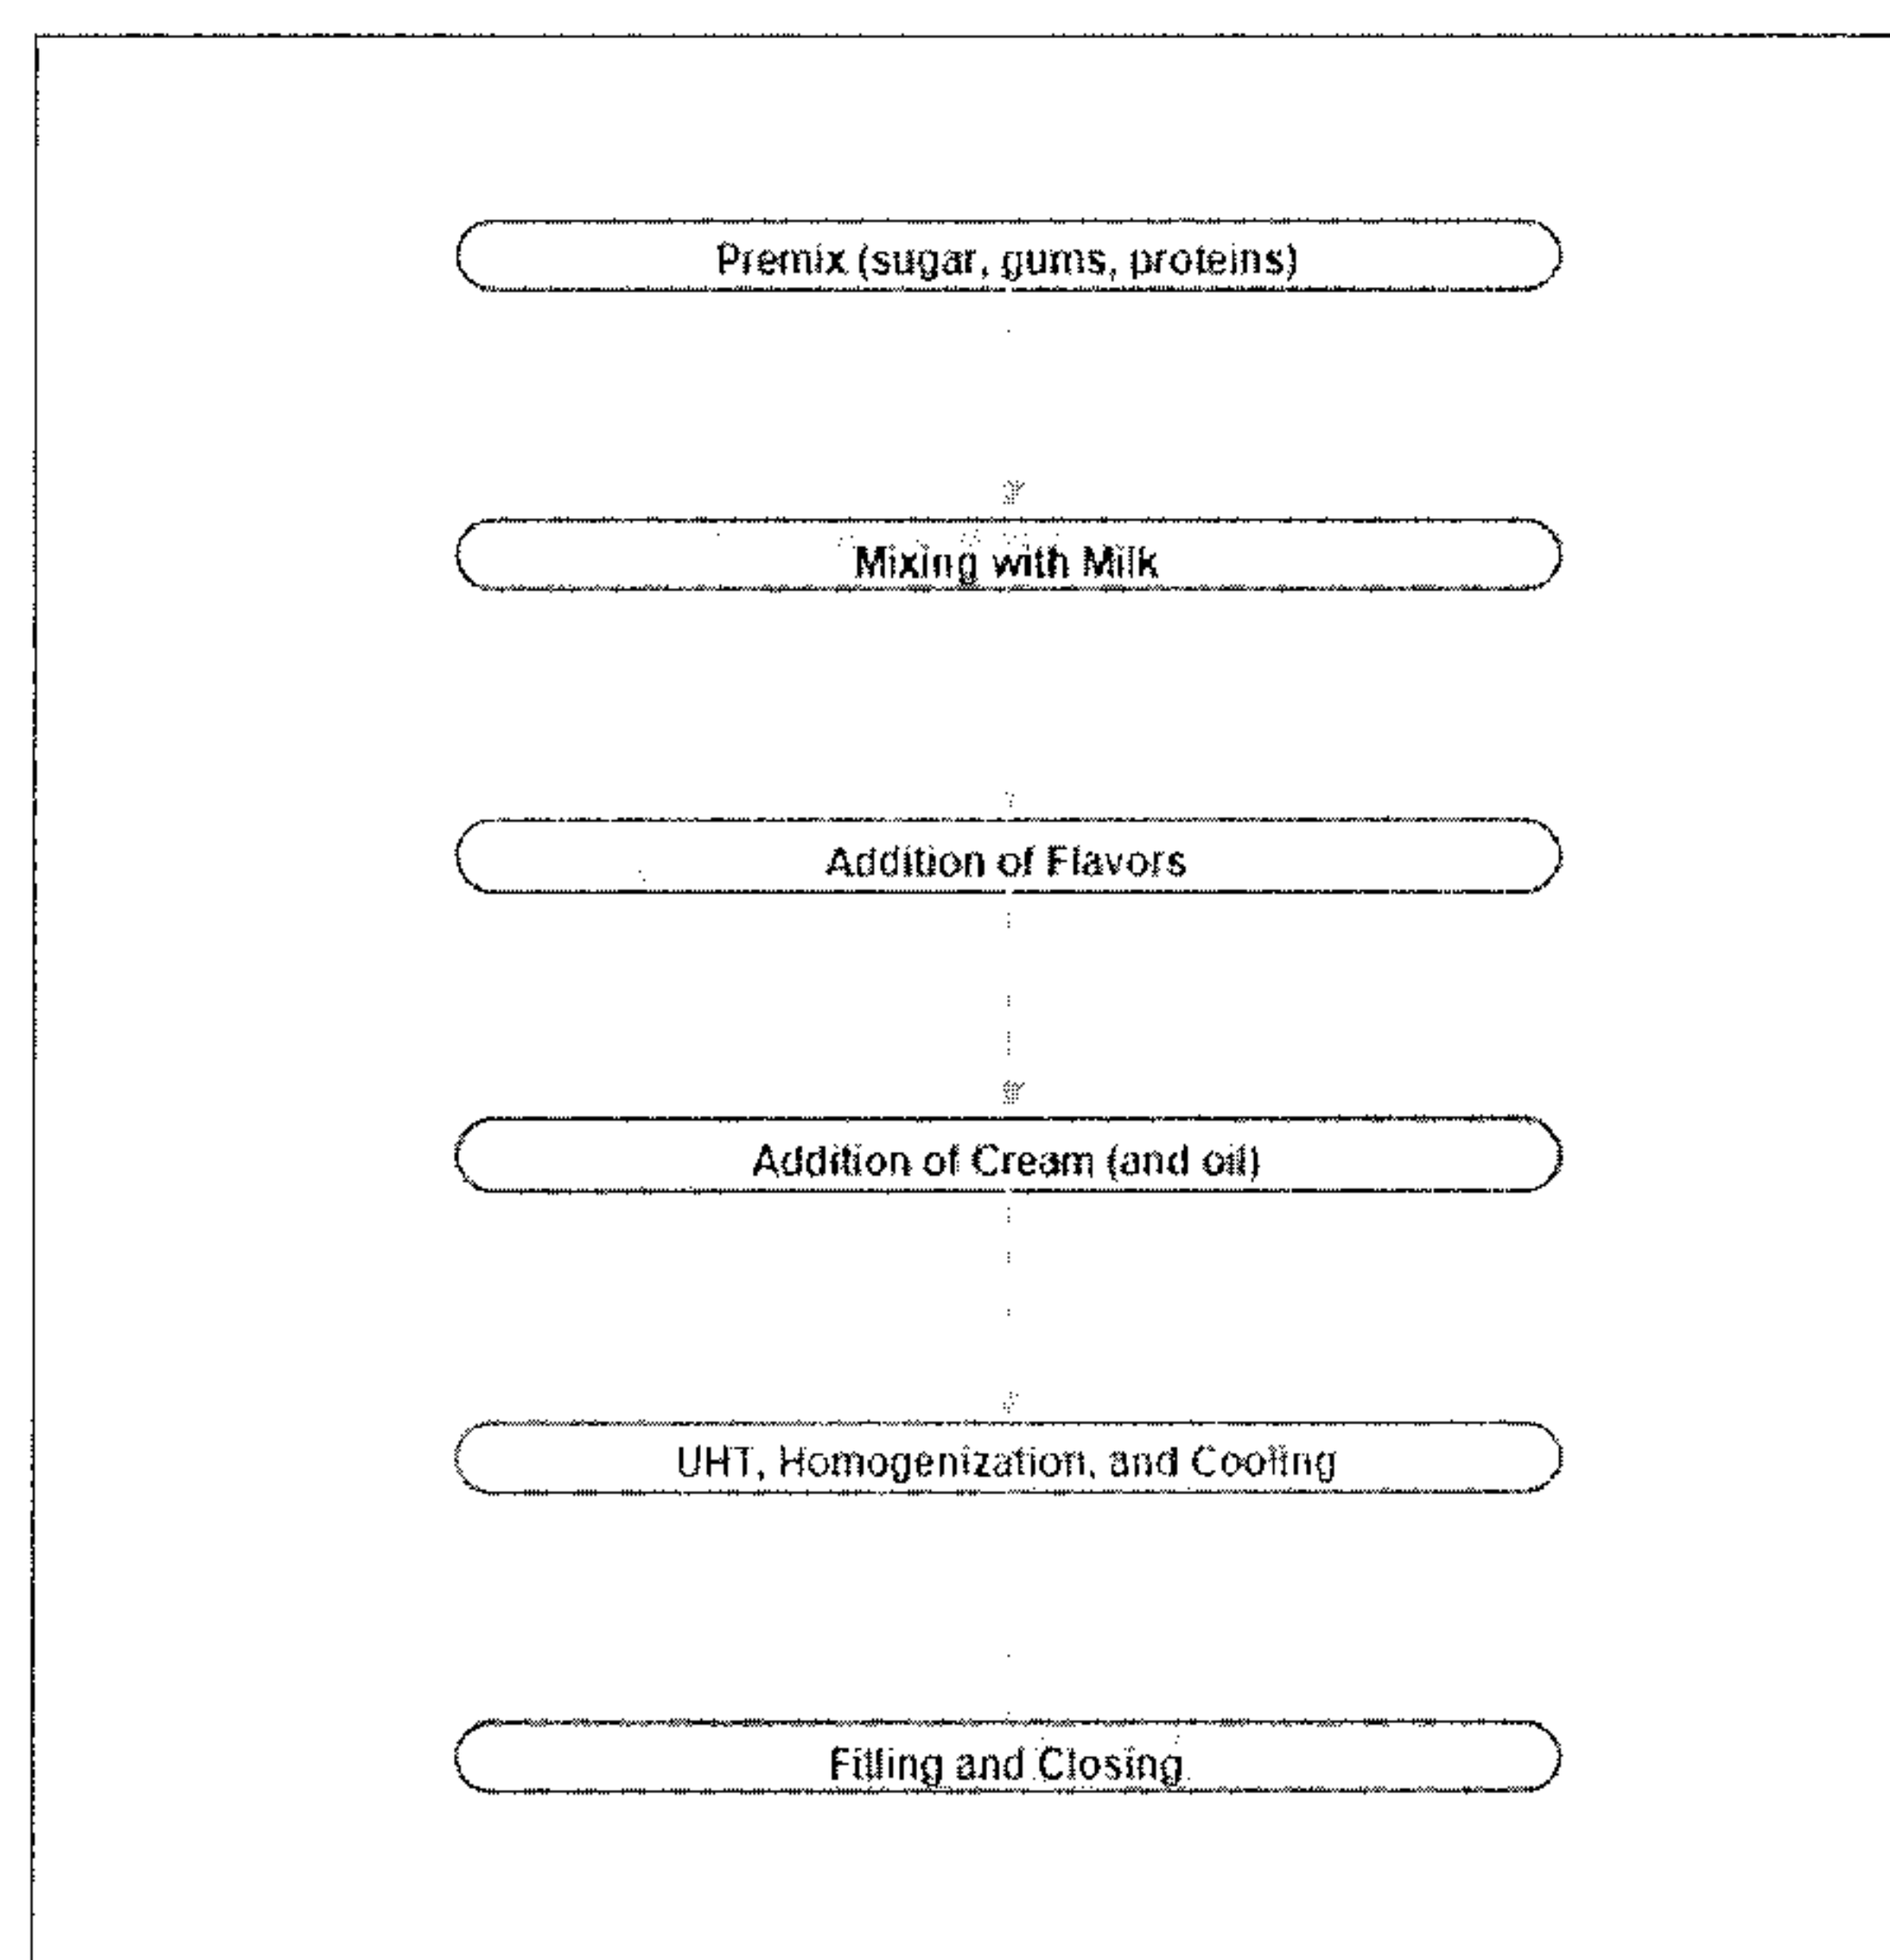 Premix (sugar, gums, proteins)
Mixing with Milk
Addition of Flavors
Addition of Cream (and oil)
UHT, Homogenization, and Cooling
Filling and Closing